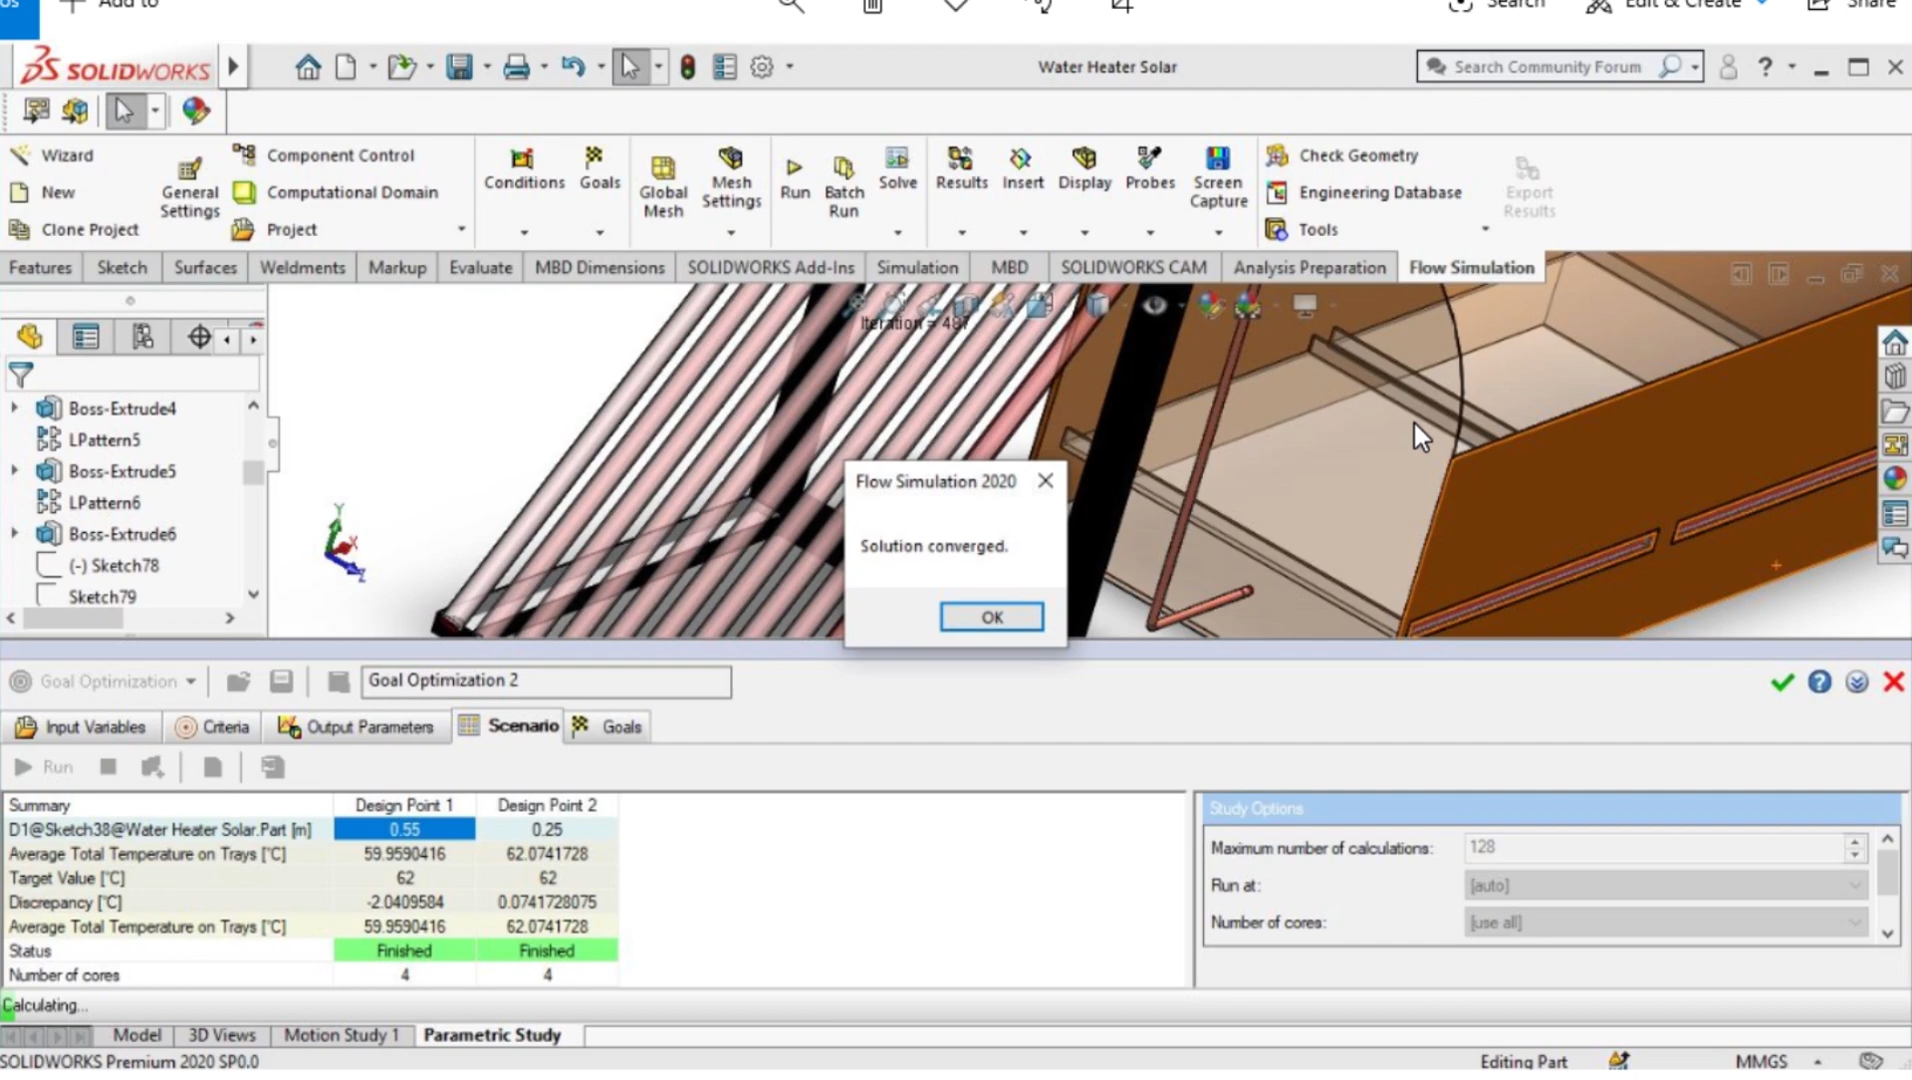 Add to
Search
Edit & Create
Share
SOLIDWORKS
Water Heater Solar
Search Community Forum
?
Wizard
New
Clone Project
General Settings
Component Control
Computational Domain
Project
Conditions
Goals
Global Mesh
Mesh Settings
Run
Batch Run
Solve
Results
Insert
Display
Probes
Screen Capture
Check Geometry
Engineering Database
Tools
Export Results
Features Sketch Surfaces Weldments Markup Evaluate MBD Dimensions SOLIDWORKS Add-Ins Simulation MBD SOLIDWORKS CAM Analysis Preparation Flow Simulation
Iteration = 487
Boss-Extrude4
LPattern5
Boss-Extrude5
LPattern6
Boss-Extrude6
(-) Sketch78
Sketch79
Y
X
Z
Flow Simulation 2020
Solution converged.
OK
Goal Optimization
Goal Optimization 2
Input Variables Criteria Output Parameters Scenario Goals
Run
Summary Design Point 1 Design Point 2
D1@Sketch38@Water Heater Solar.Part [m] 0.55 0.25
Average Total Temperature on Trays [°C] 59.9590416 62.0741728
Target Value [°C] 62 62
Discrepancy [°C] -2.0409584 0.0741728075
Average Total Temperature on Trays [°C] 59.9590416 62.0741728
Status Finished Finished
Number of cores 4 4
Study Options
Maximum number of calculations: 128
Run at: [auto]
Number of cores: [use all]
Calculating...
Model 3D Views Motion Study 1 Parametric Study
SOLIDWORKS Premium 2020 SP0.0
Editing Part
MMGS